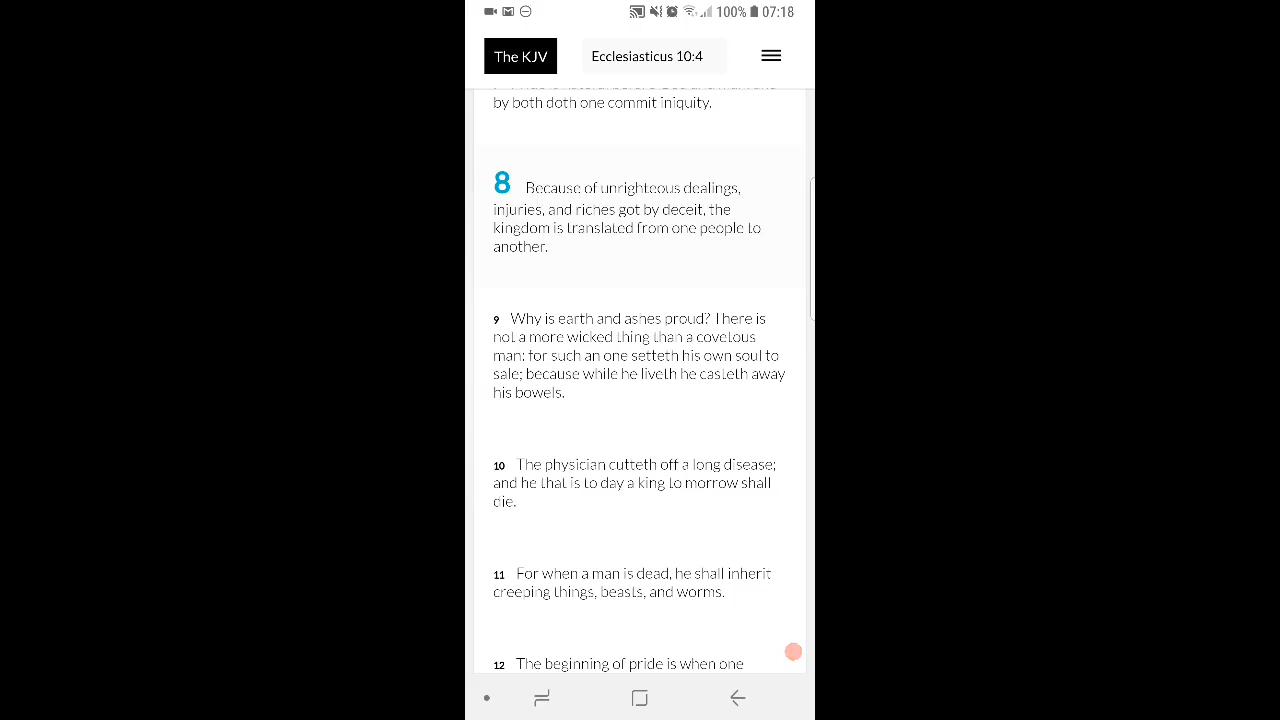 100% 07:18
The KJV
Ecclesiasticus 10:4
by both doth one commit iniquity.
8 Because of unrighteous dealings,
injuries, and riches got by deceit, the
kingdom is translated from one people to
another.
9 Why is earth and ashes proud? There is
not a more wicked thing than a covetous
man: for such an one setteth his own soul to
sale; because while he liveth he casteth away
his bowels.
10 The physician cutteth off a long disease;
and he that is to day a king to morrow shall
die.
11 For when a man is dead, he shall inherit
creeping things, beasts, and worms.
12 The beginning of pride is when one